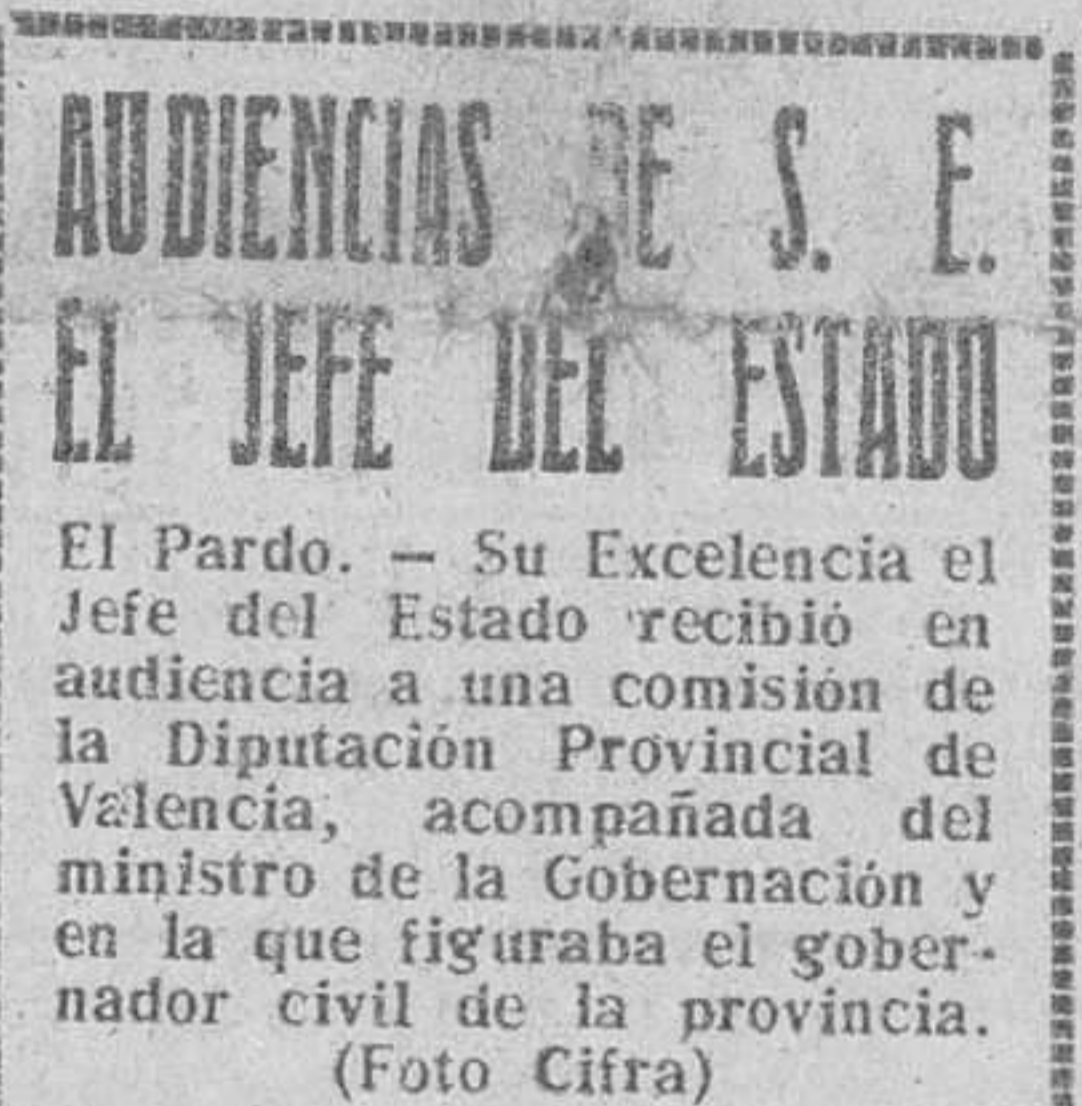 AUDIENCIAS DE S. E.
EL JEFE DEL ESTADO
El Pardo. — Su Excelencia el
Jefe del Estado recibió en
audiencia a una comisión de
la Diputación Provincial de
Valencia, acompañada del
ministro de la Gobernación y
en la que figuraba el gober-
nador civil de la provincia.
(Foto Cifra)